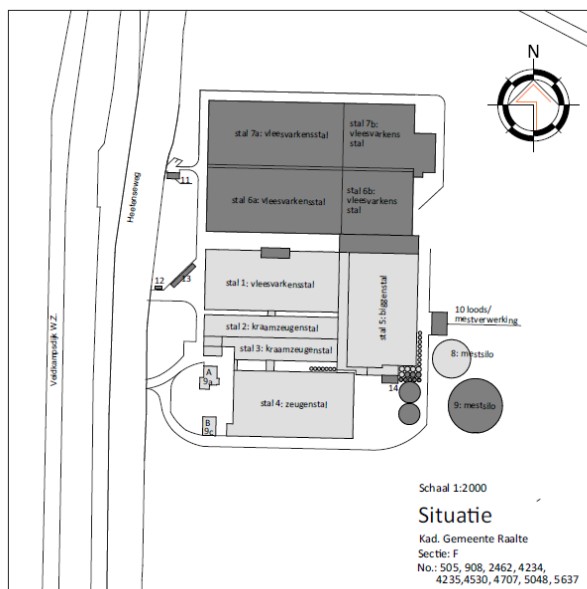 N
stal 7a: vleesvarkensstal
stal 7b:
vleesvarkens
stal
11
Heetenseweg
stal 6a: vleesvarkensstal
stal 6b:
vleesvarkens
stal
12
13
stal 1: vleesvarkensstal
stal 5: biggenstal
10 loods/
mestverwerking
stal 2: kraamzeugenstal
stal 3: kraamzeugenstal
8: mestsilo
Veldkampsdijk W.Z.
A
9a
14
stal 4: zeugenstal
9: mestsilo
B
9c
Schaal 1:2000
Situatie
Kad. Gemeente Raalte
Sectie: F
No.: 505, 908, 2462, 4234,
4235,4530, 4707, 5048, 5637